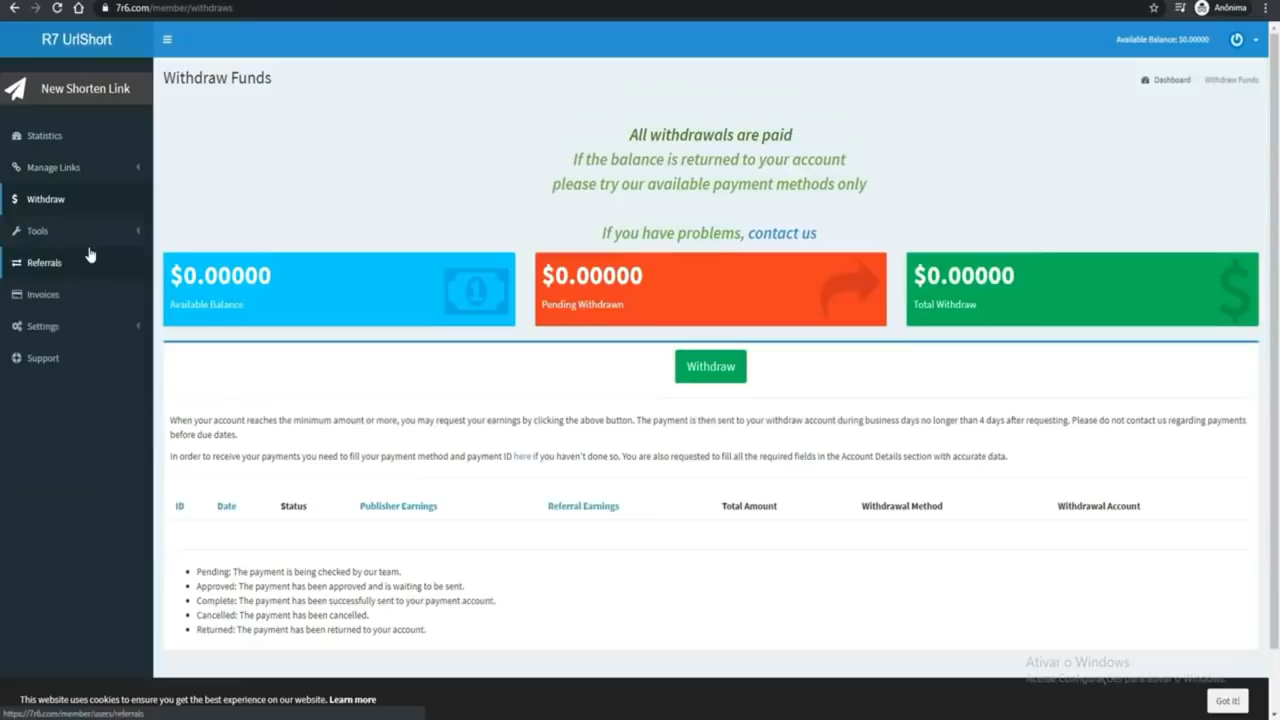 7r6.com/member/withdraws
Anônima
R7 UrlShort
Available Balance: $0.00000
New Shorten Link
Withdraw Funds
Dashboard
Withdraw Funds
Statistics
Manage Links
Withdraw
Tools
Referrals
Invoices
Settings
Support
All withdrawals are paid
If the balance is returned to your account
please try our available payment methods only
If you have problems, contact us
$0.00000
Available Balance
$0.00000
Pending Withdrawn
$0.00000
Total Withdraw
Withdraw
When your account reaches the minimum amount or more, you may request your earnings by clicking the above button. The payment is then sent to your withdraw account during business days no longer than 4 days after requesting. Please do not contact us regarding payments
before due dates.
In order to receive your payments you need to fill your payment method and payment ID here if you haven't done so. You are also requested to fill all the required fields in the Account Details section with accurate data.
ID Date Status Publisher Earnings Referral Earnings Total Amount Withdrawal Method Withdrawal Account
Pending: The payment is being checked by our team.
Approved: The payment has been approved and is waiting to be sent.
Complete: The payment has been successfully sent to your payment account.
Cancelled: The payment has been cancelled.
Returned: The payment has been returned to your account.
Ativar o Windows
This website uses cookies to ensure you get the best experience on our website. Learn more
Got it!
https://7r6.com/member/users/referrals